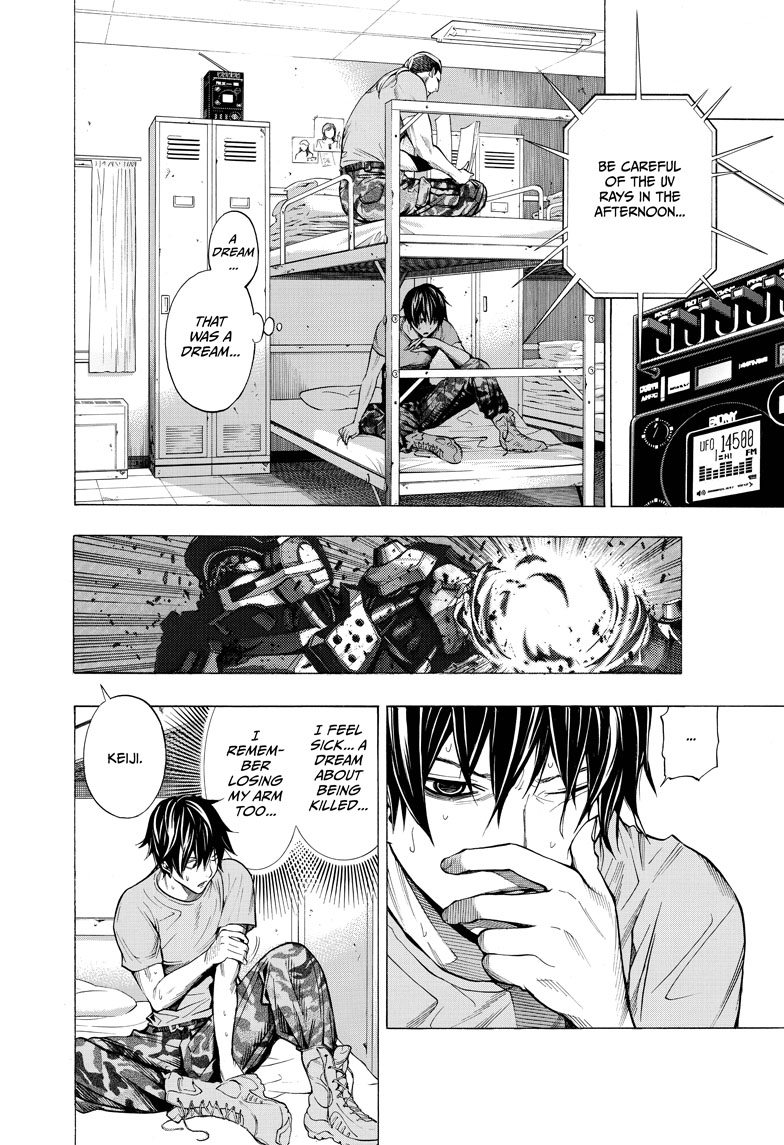 BE CAREFUL
OF THE UV
RAYS IN THE
AFTERNOON...
UFO 14500
FM
A
DREAM
...
THAT
WAS A
DREAM...
...
I FEEL
SICK... A
DREAM
ABOUT
BEING
KILLED...
I
REMEM-
BER
LOSING
MY ARM
TOO...
KEIJI.